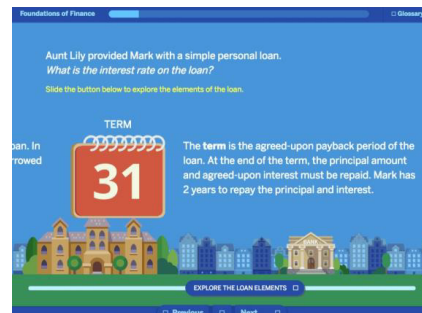 Foundations of Finance
Glossary
Aunt Lily provided Mark with a simple personal loan.
What is the interest rate on the loan?
Slide the button below to explore the elements of the loan.
TERM
31
oan. In
rrowed
The term is the agreed-upon payback period of the
loan. At the end of the term, the principal amount
and agreed-upon interest must be repaid. Mark has
2 years to repay the principal and interest.
BANK
EXPLORE THE LOAN ELEMENTS
Previous
Next